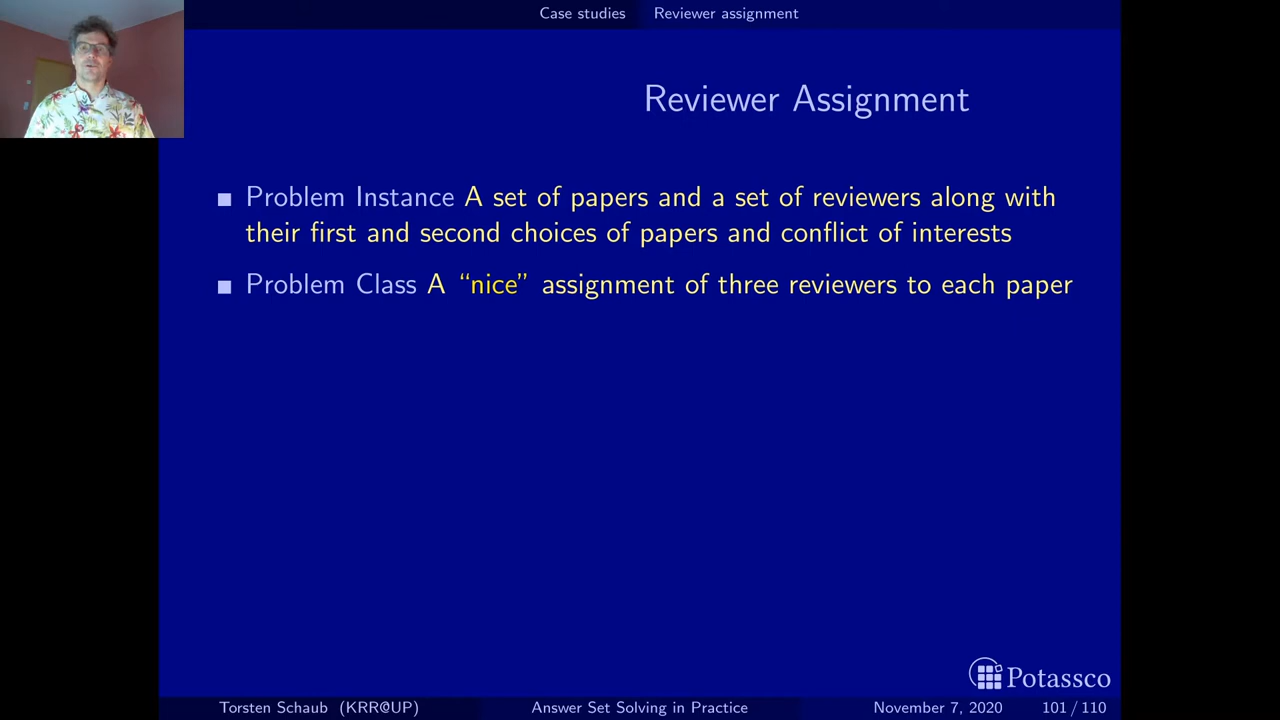 Case studies Reviewer assignment
Reviewer Assignment
Problem Instance A set of papers and a set of reviewers along with
their first and second choices of papers and conflict of interests
Problem Class A “nice” assignment of three reviewers to each paper
Potassco
Torsten Schaub (KRR@UP) Answer Set Solving in Practice November 7, 2020 101 / 110